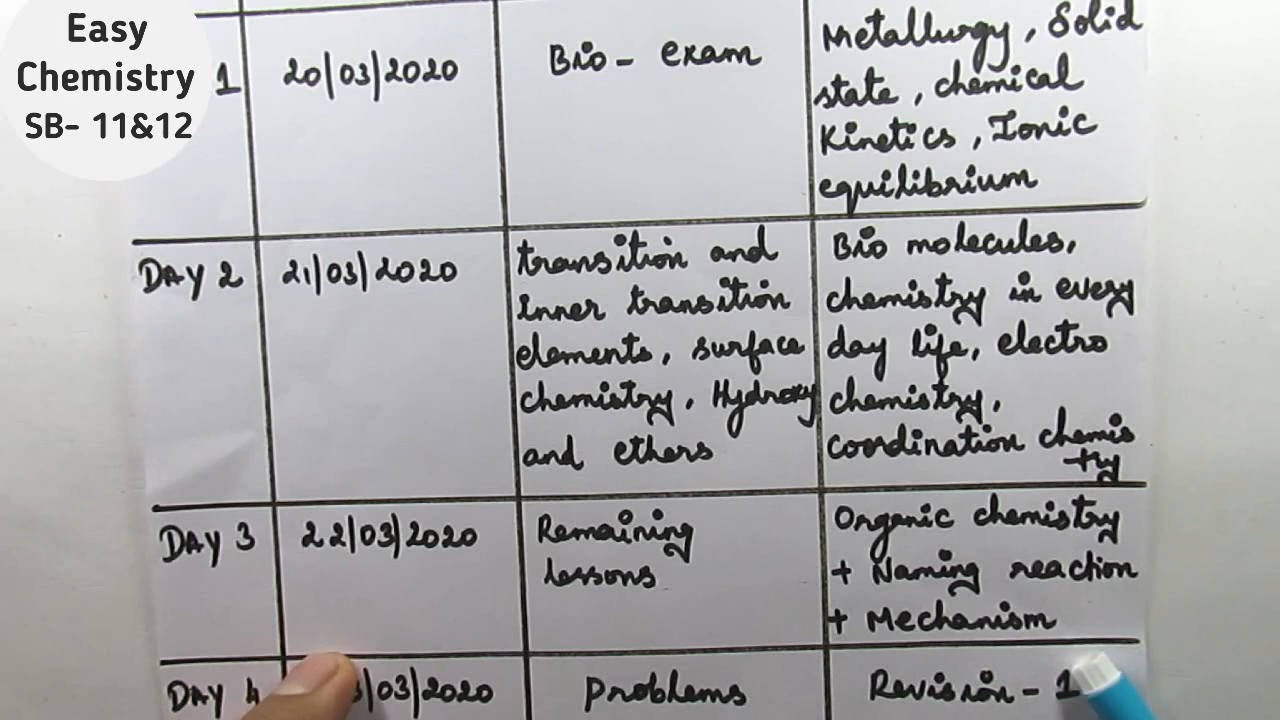 Easy
Chemistry
SB- 11&12
1
20/03/2020
Bio - exam
Metallurgy, Solid
state, chemical
Kinetics, Ionic
equilibrium
DAY 2
21/03/2020
transition and
inner transition
elements, surface
chemistry, Hydroxy
and ethers
Bio molecules,
chemistry in every
day life, electro
chemistry,
coordination chemis
try
DAY 3
22/03/2020
Remaining
lessons
Organic chemistry
+ Naming reaction
+ Mechanism
DAY 4
3/03/2020
Problems
Revision - 1